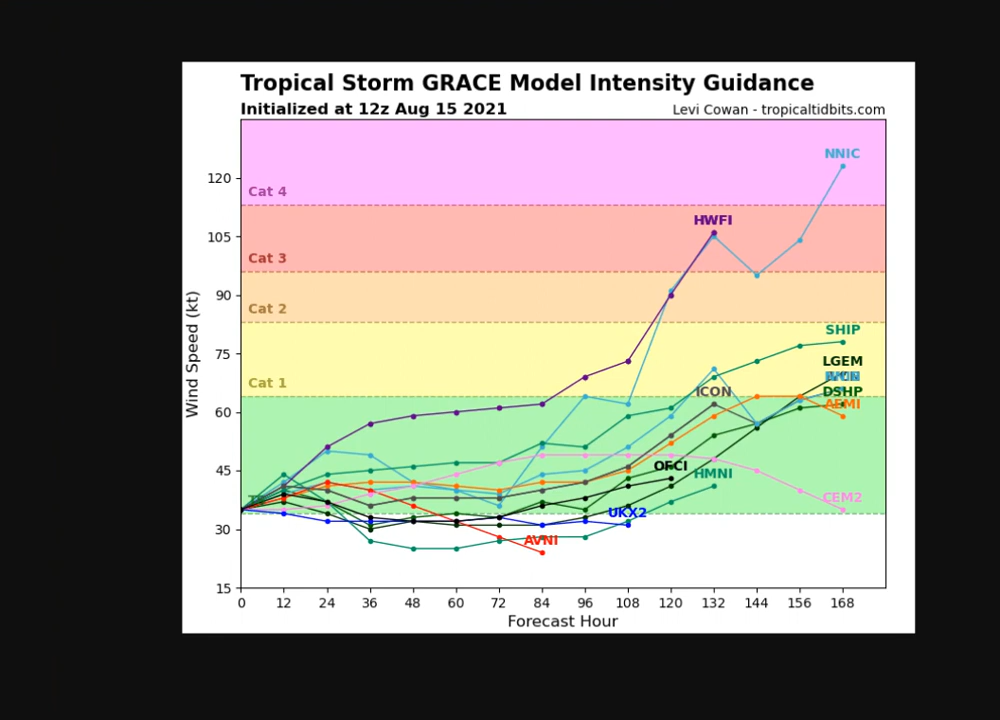 Tropical Storm GRACE Model Intensity Guidance
Initialized at 12z Aug 15 2021 Levi Cowan - tropicaltidbits.com
NNIC
120
Cat 4
HWFI
105
Cat 3
90
Cat 2
SHIP
75
LGEM
Cat 1
ICON
DSHP
AEMI
60
Wind Speed (kt)
OFCI
HMNI
45
CEM2
UKX2
30
AVNI
15
0 12 24 36 48 60 72 84 96 108 120 132 144 156 168
Forecast Hour